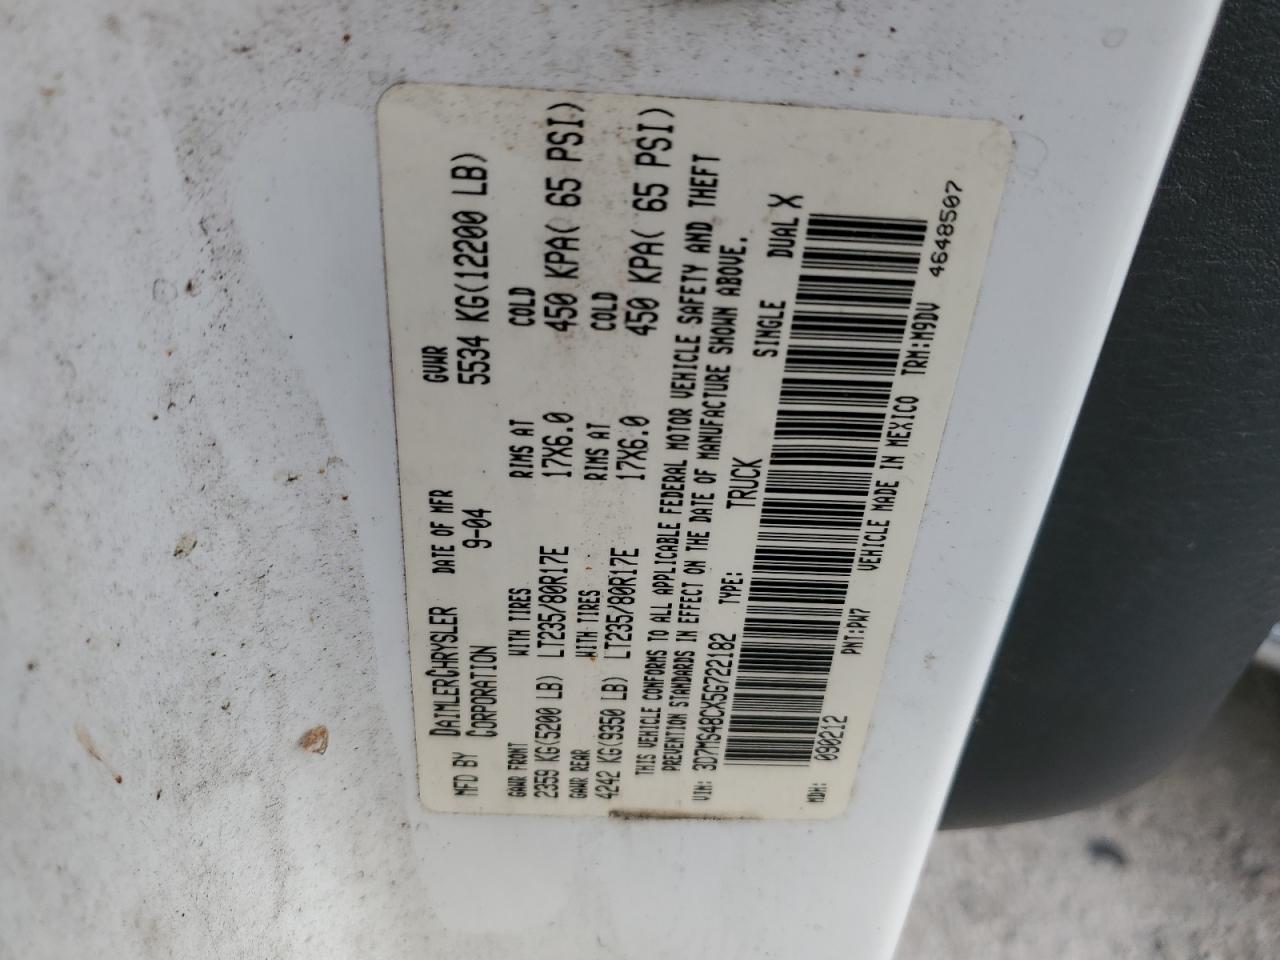 MFD BY DAIMLERCHRYSLER DATE OF MFR GVWR
CORPORATION 9-04 5534 KG(12200 LB)
GAWR FRONT WITH TIRES RIMS AT COLD
2359 KG(5200 LB) LT235/80R17E 17X6.0 450 KPA( 65 PSI)
GAWR REAR WITH TIRES RIMS AT COLD
4242 KG(9350 LB) LT235/80R17E 17X6.0 450 KPA( 65 PSI)
THIS VEHICLE CONFORMS TO ALL APPLICABLE FEDERAL MOTOR VEHICLE SAFETY AND THEFT
PREVENTION STANDARDS IN EFFECT ON THE DATE OF MANUFACTURE SHOWN ABOVE.
VIN: 3D7MS48CX5G722182 TYPE: TRUCK SINGLE DUAL X
MDH: 090212 PNT:PW7 VEHICLE MADE IN MEXICO TRM:M9DV
4648507